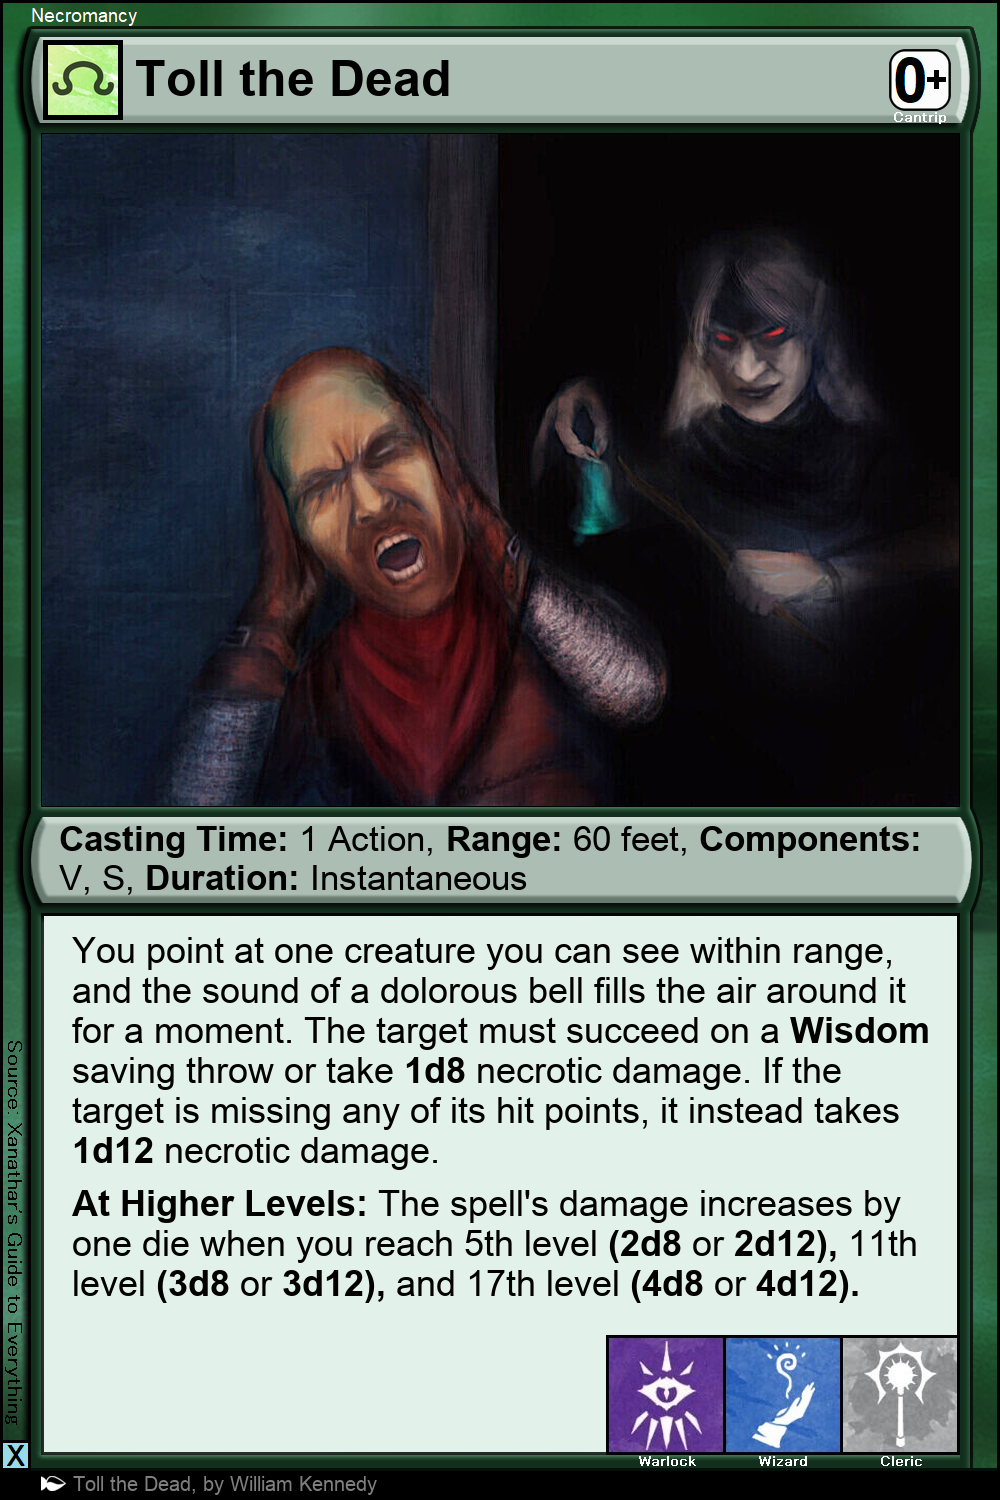 Necromancy
Toll the Dead
0+
Cantrip
Casting Time: 1 Action, Range: 60 feet, Components:
V, S, Duration: Instantaneous
You point at one creature you can see within range,
and the sound of a dolorous bell fills the air around it
for a moment. The target must succeed on a Wisdom
saving throw or take 1d8 necrotic damage. If the
target is missing any of its hit points, it instead takes
1d12 necrotic damage.
At Higher Levels: The spell's damage increases by
one die when you reach 5th level (2d8 or 2d12), 11th
level (3d8 or 3d12), and 17th level (4d8 or 4d12).
Source: Xanathar's Guide to Everything
X
Warlock
Wizard
Cleric
Toll the Dead, by William Kennedy